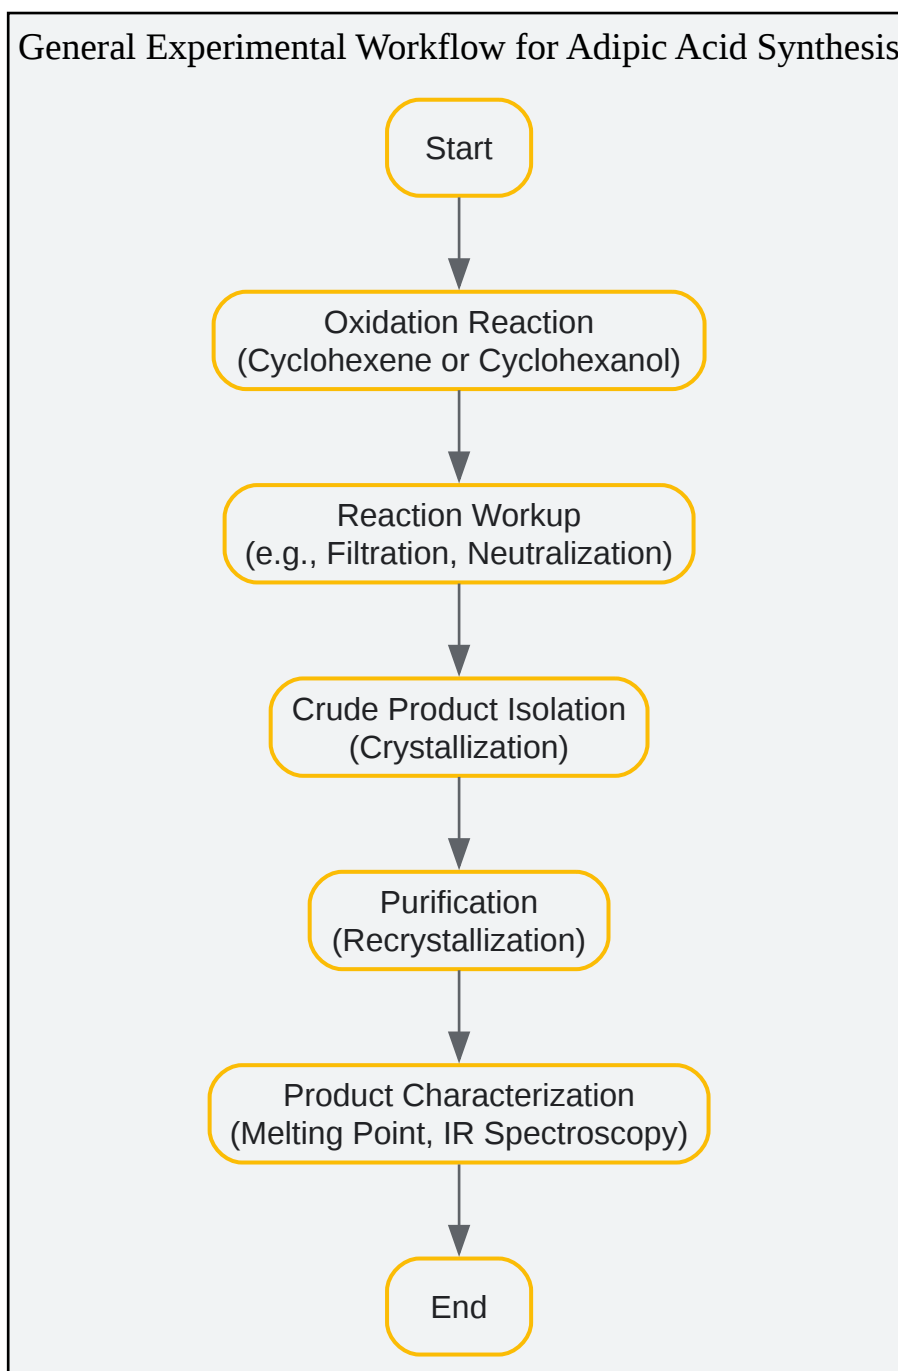 General Experimental Workflow for Adipic Acid Synthesis
Start
Oxidation Reaction
(Cyclohexene or Cyclohexanol)
Reaction Workup
(e.g., Filtration, Neutralization)
Crude Product Isolation
(Crystallization)
Purification
(Recrystallization)
Product Characterization
(Melting Point, IR Spectroscopy)
End